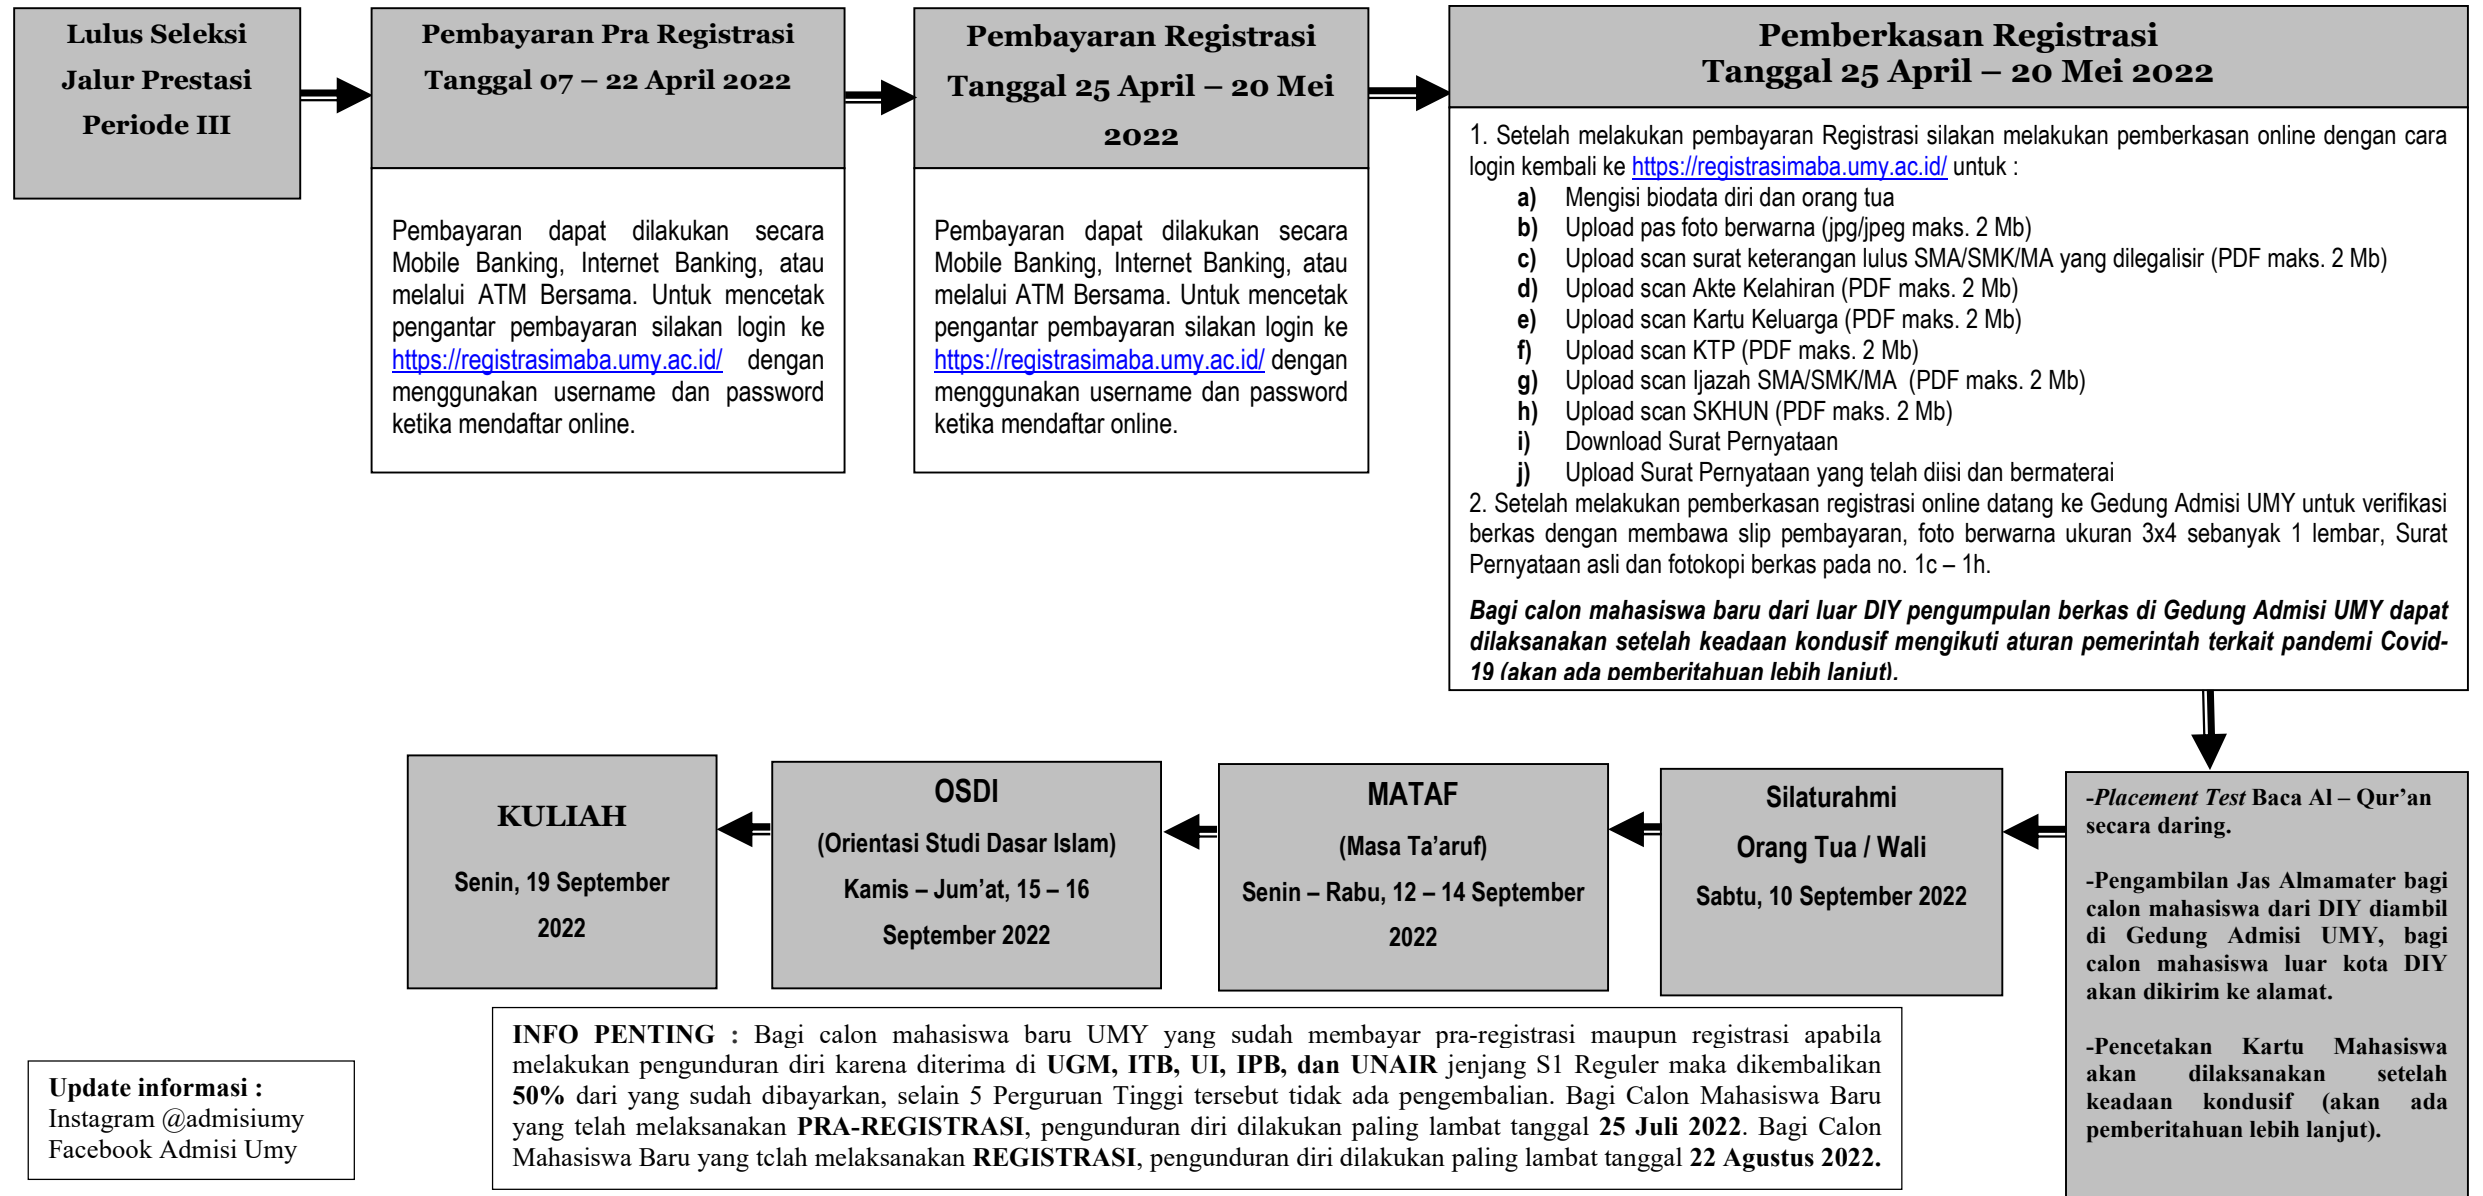 Lulus Seleksi
Jalur Prestasi
Periode III
Pembayaran Pra Registrasi
Tanggal 07 – 22 April 2022
Pembayaran dapat dilakukan secara
Mobile Banking, Internet Banking, atau
melalui ATM Bersama. Untuk mencetak
pengantar pembayaran silakan login ke
https://registrasimaba.umy.ac.id/ dengan
menggunakan username dan password
ketika mendaftar online.
Pembayaran Registrasi
Tanggal 25 April – 20 Mei
2022
Pembayaran dapat dilakukan secara
Mobile Banking, Internet Banking, atau
melalui ATM Bersama. Untuk mencetak
pengantar pembayaran silakan login ke
https://registrasimaba.umy.ac.id/ dengan
menggunakan username dan password
ketika mendaftar online.
Pemberkasan Registrasi
Tanggal 25 April – 20 Mei 2022
1. Setelah melakukan pembayaran Registrasi silakan melakukan pemberkasan online dengan cara
login kembali ke https://registrasimaba.umy.ac.id/ untuk :
a) Mengisi biodata diri dan orang tua
b) Upload pas foto berwarna (jpg/jpeg maks. 2 Mb)
c) Upload scan surat keterangan lulus SMA/SMK/MA yang dilegalisir (PDF maks. 2 Mb)
d) Upload scan Akte Kelahiran (PDF maks. 2 Mb)
e) Upload scan Kartu Keluarga (PDF maks. 2 Mb)
f) Upload scan KTP (PDF maks. 2 Mb)
g) Upload scan Ijazah SMA/SMK/MA (PDF maks. 2 Mb)
h) Upload scan SKHUN (PDF maks. 2 Mb)
i) Download Surat Pernyataan
j) Upload Surat Pernyataan yang telah diisi dan bermaterai
2. Setelah melakukan pemberkasan registrasi online datang ke Gedung Admisi UMY untuk verifikasi
berkas dengan membawa slip pembayaran, foto berwarna ukuran 3x4 sebanyak 1 lembar, Surat
Pernyataan asli dan fotokopi berkas pada no. 1c – 1h.
Bagi calon mahasiswa baru dari luar DIY pengumpulan berkas di Gedung Admisi UMY dapat
dilaksanakan setelah keadaan kondusif mengikuti aturan pemerintah terkait pandemi Covid-
19 (akan ada pemberitahuan lebih lanjut).
-Placement Test Baca Al – Qur’an
secara daring.
-Pengambilan Jas Almamater bagi
calon mahasiswa dari DIY diambil
di Gedung Admisi UMY, bagi
calon mahasiswa luar kota DIY
akan dikirim ke alamat.
-Pencetakan Kartu Mahasiswa
akan dilaksanakan setelah
keadaan kondusif (akan ada
pemberitahuan lebih lanjut).
Silaturahmi
Orang Tua / Wali
Sabtu, 10 September 2022
MATAF
(Masa Ta’aruf)
Senin – Rabu, 12 – 14 September
2022
OSDI
(Orientasi Studi Dasar Islam)
Kamis – Jum’at, 15 – 16
September 2022
KULIAH
Senin, 19 September
2022
INFO PENTING : Bagi calon mahasiswa baru UMY yang sudah membayar pra-registrasi maupun registrasi apabila
melakukan pengunduran diri karena diterima di UGM, ITB, UI, IPB, dan UNAIR jenjang S1 Reguler maka dikembalikan
50% dari yang sudah dibayarkan, selain 5 Perguruan Tinggi tersebut tidak ada pengembalian. Bagi Calon Mahasiswa Baru
yang telah melaksanakan PRA-REGISTRASI, pengunduran diri dilakukan paling lambat tanggal 25 Juli 2022. Bagi Calon
Mahasiswa Baru yang tclah melaksanakan REGISTRASI, pengunduran diri dilakukan paling lambat tanggal 22 Agustus 2022.
Update informasi :
Instagram @admisiumy
Facebook Admisi Umy